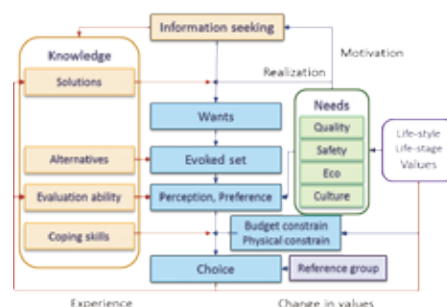 Information seeking
Knowledge
Motivation
Realization
Solutions
Needs
Wants
Quality
Life-style
Life-stage
Values
Safety
Alternatives
Evoked set
Eco
Evaluation ability
Perception, Preference
Culture
Coping skills
Budget constrain
Physical constrain
Choice
Reference group
Experience
Change in values